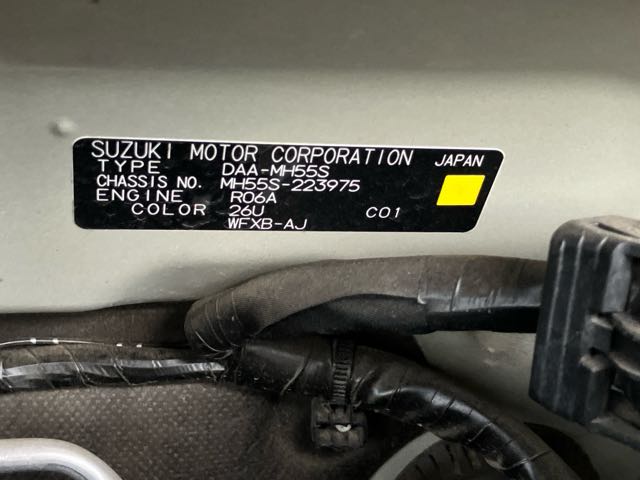 SUZUKI MOTOR CORPORATION JAPAN
TYPE DAA-MH55S
CHASSIS NO. MH55S-223975
ENGINE R06A
COLOR 26U C01
WFXB-AJ